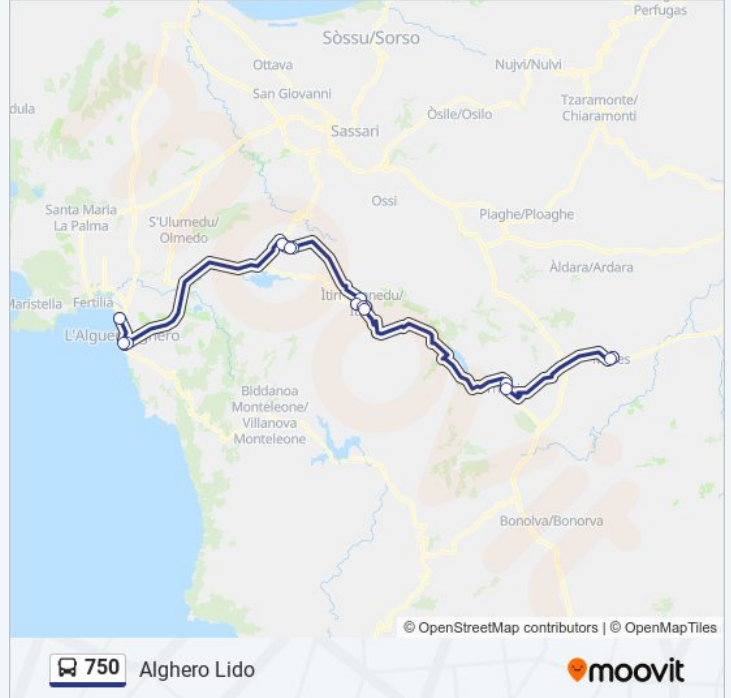 Perfugas
Sòssu/Sorso
Ottava
Nujvi/Nulvi
San Giovanni
Tzaramonte/
Chiaramonti
dula
Òsile/Osilo
Sassari
Ossi
Santa Maria
La Palma
S'Ulumedu/
Olmedo
Piaghe/Ploaghe
Àldara/Ardara
Maristella
Fertilia
Biddanoa
Monteleone/
Villanova
Monteleone
Bonolva/Bonorva
© OpenStreetMap contributors | © OpenMapTiles
750 Alghero Lido
moovit